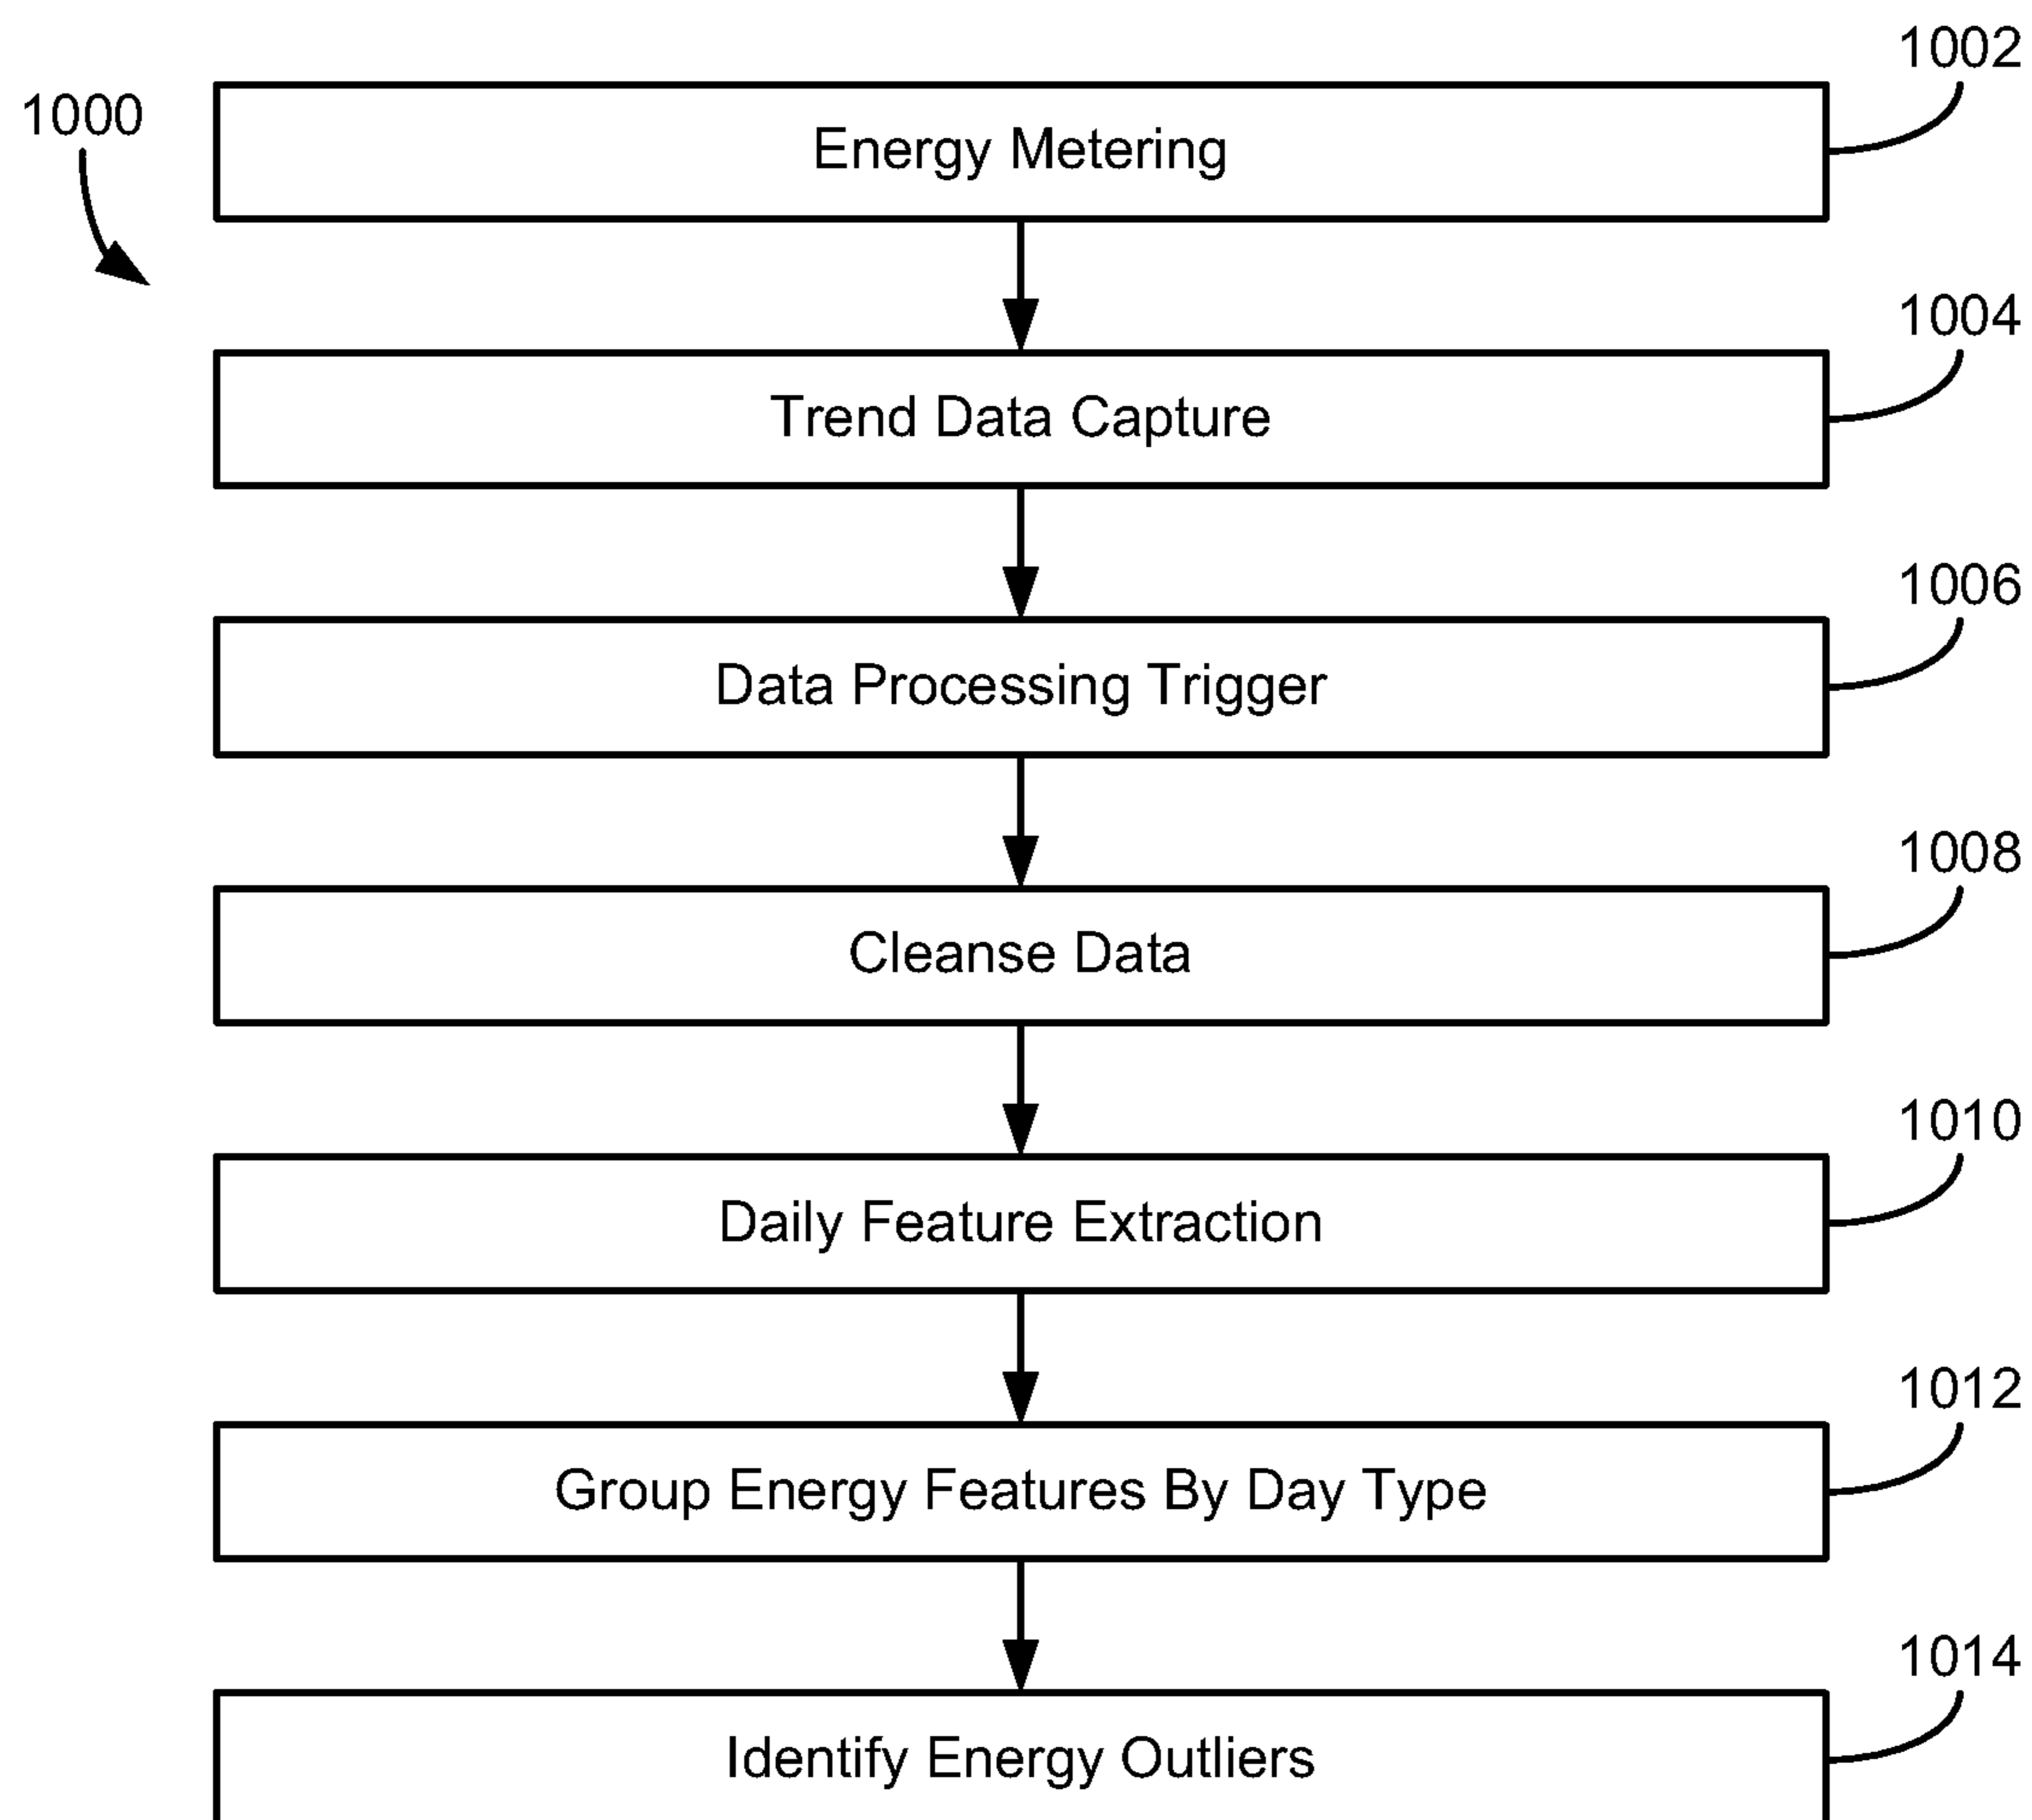 1002
1000
Energy Metering
1004
Trend Data Capture
1006
Data Processing Trigger
1008
Cleanse Data
1010
Daily Feature Extraction
1012
Group Energy Features By Day Type
1014
Identify Energy Outliers